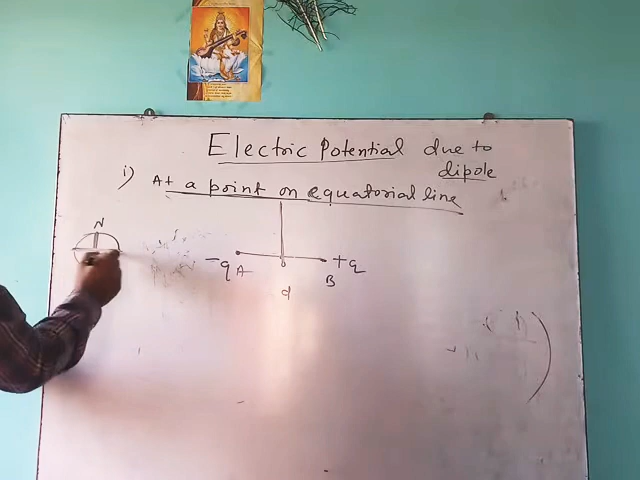 Electric Potential due to
dipole
i) At a point on equatorial line
N
-q A
B +q
d